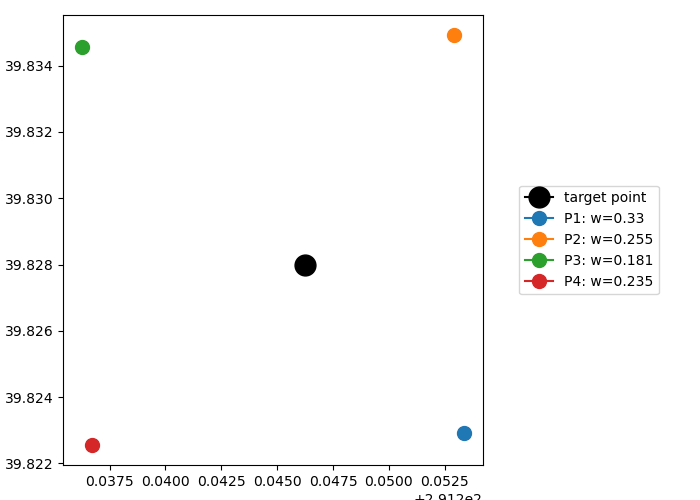 39.834
39.832
39.830
39.828
39.826
39.824
39.822
0.0375 0.0400 0.0425 0.0450 0.0475 0.0500 0.0525
+2.912e2
target point
P1: w=0.33
P2: w=0.255
P3: w=0.181
P4: w=0.235